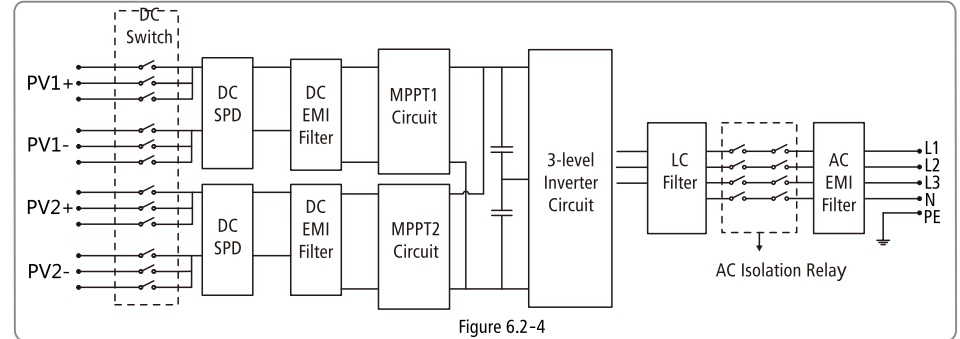 DC
Switch
PV1+
PV1-
PV2+
PV2-
DC
SPD
DC
EMI
Filter
MPPT1
Circuit
DC
SPD
DC
EMI
Filter
MPPT2
Circuit
3-level
Inverter
Circuit
LC
Filter
AC Isolation Relay
AC
EMI
Filter
L1
L2
L3
N
PE
Figure 6.2-4